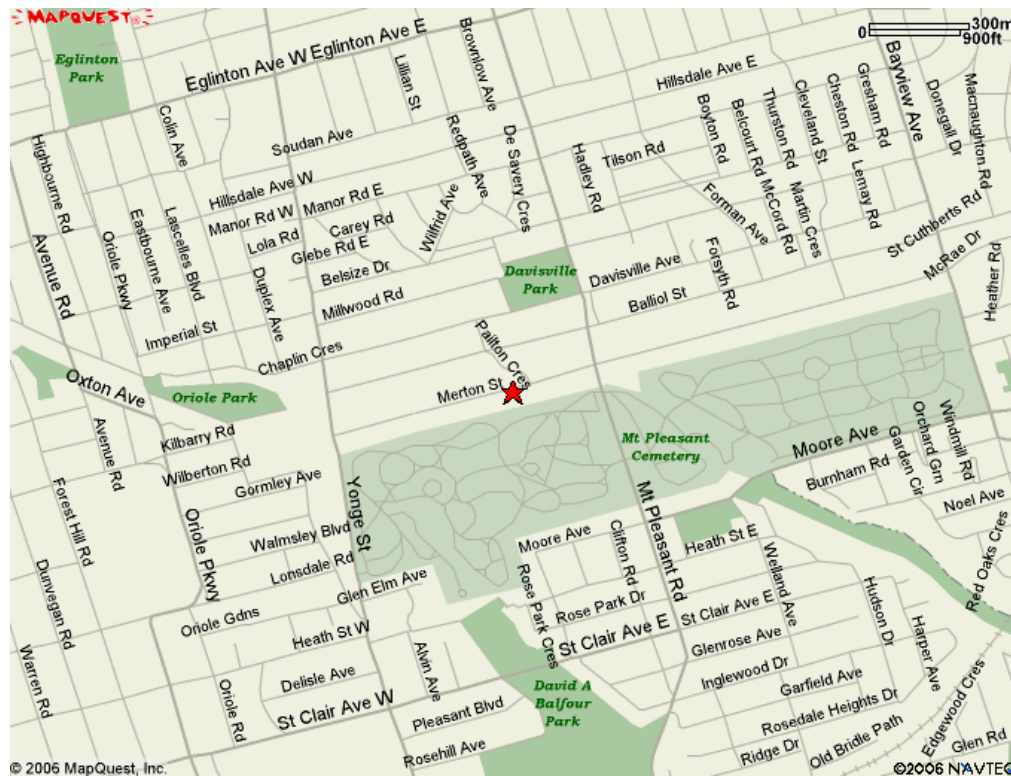 MAPQUEST
300m
0
900ft
Eglinton
Park
Eglinton Ave W
Eglinton Ave E
Lillian St
Brownlow Ave
Bayview Ave
Hillsdale Ave E
Colin Ave
Highbourne Rd
Soudan Ave
Redpath Ave
De Savery Cres
Hadley Rd
Tilson Rd
Boyton Rd
Belcourt Rd
Thurston Rd
Cleveland St
Cheston Rd
Gresham Rd
Donegall Dr
Macnaughton Rd
Hillsdale Ave W
Manor Rd W
Manor Rd E
Lola Rd
Carey Rd
Glebe Rd E
Wilfrid Ave
Belsize Dr
Millwood Rd
Forman Ave
McCord Rd
Martin Cres
Lemay Rd
St Cuthberts Rd
McRae Dr
Heather Rd
Avenue Rd
Oriole Pkwy
Eastbourne Ave
Lascelles Blvd
Duplex Ave
Imperial St
Chaplin Cres
Davisville
Park
Davisville Ave
Forsyth Rd
Balliol St
Pailton Cres
Merton St
Oxton Ave
Oriole Park
Avenue Rd
Kilbarry Rd
Wilberton Rd
Gormley Ave
Mt Pleasant
Cemetery
Moore Ave
Burnham Rd
Garden Cir
Orchard Grn
Windmill Rd
Noel Ave
Forest Hill Rd
Oriole Pkwy
Walmsley Blvd
Yonge St
Lonsdale Rd
Glen Elm Ave
Moore Ave
Clifton Rd
Mt Pleasant Rd
Heath St E
Welland Ave
Red Oaks Cres
Dunvegan Rd
Oriole Gdns
Heath St W
Rose Park Cres
Rose Park Dr
St Clair Ave E
St Clair Ave E
Hudson Dr
Harper Ave
Glenrose Ave
Warren Rd
Delisle Ave
Alvin Ave
Oriole Rd
St Clair Ave W
Pleasant Blvd
Rosehill Ave
David A
Balfour
Park
Inglewood Dr
Garfield Ave
Rosedale Heights Dr
Ridge Dr
Old Bridle Path
Edgewood Cres
Glen Rd
© 2006 MapQuest, Inc.
©2006 NAVTEQ